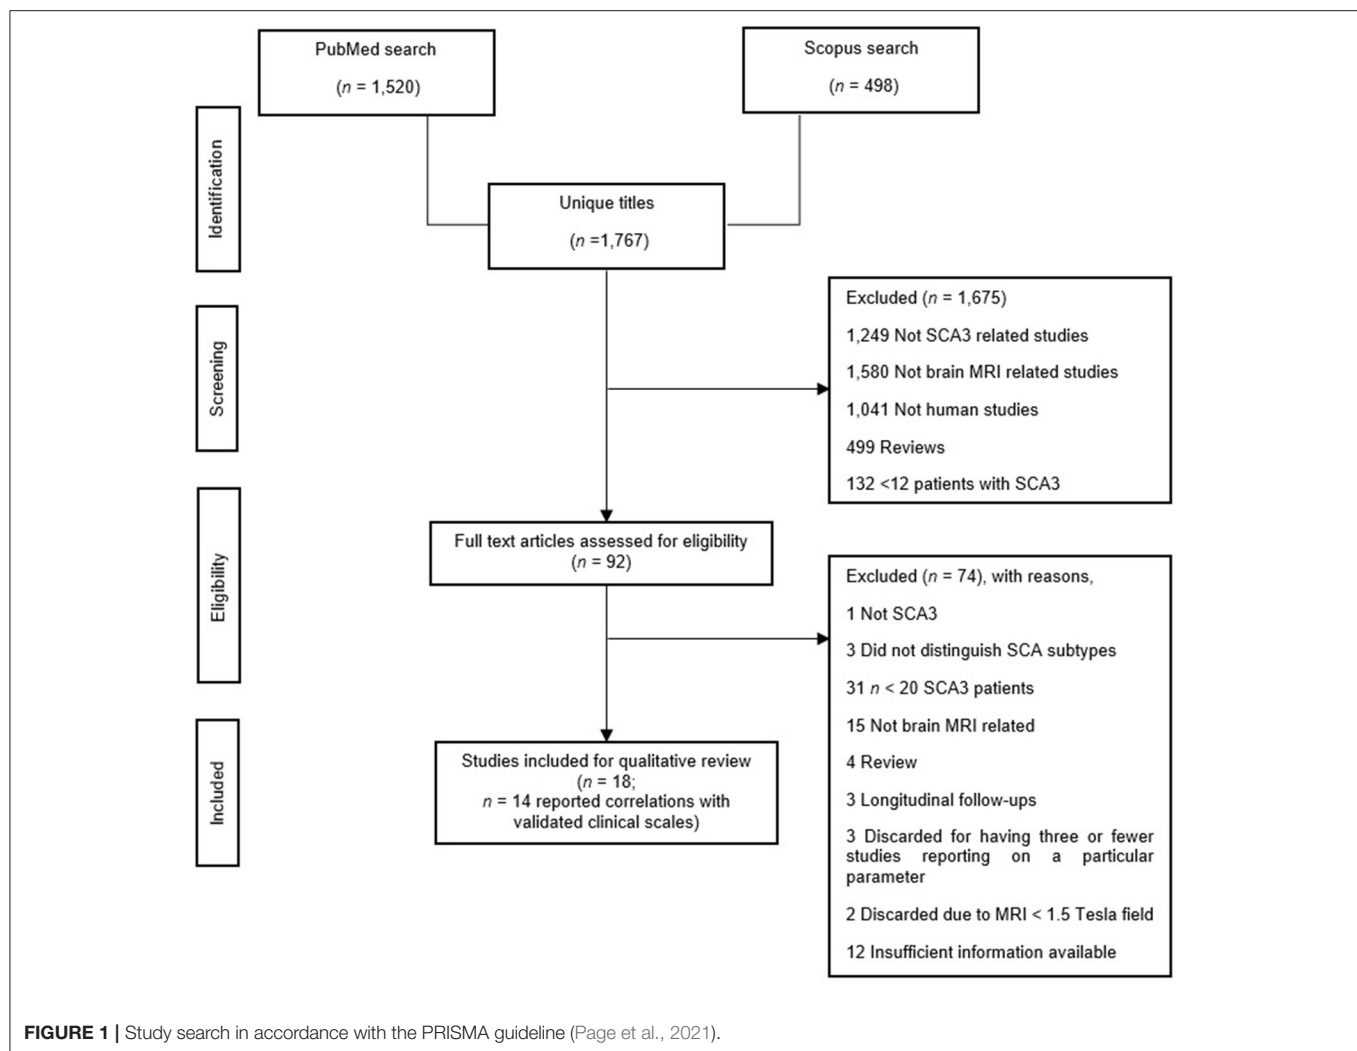 PubMed search
(n = 1,520)
Scopus search
(n = 498)
Identification
Unique titles
(n =1,767)
Screening
Excluded (n = 1,675)
1,249 Not SCA3 related studies
1,580 Not brain MRI related studies
1,041 Not human studies
499 Reviews
132 <12 patients with SCA3
Eligibility
Full text articles assessed for eligibility
(n = 92)
Excluded (n = 74), with reasons,
1 Not SCA3
3 Did not distinguish SCA subtypes
31 n < 20 SCA3 patients
15 Not brain MRI related
4 Review
3 Longitudinal follow-ups
3 Discarded for having three or fewer
studies reporting on a particular
parameter
2 Discarded due to MRI < 1.5 Tesla field
12 Insufficient information available
Included
Studies included for qualitative review
(n = 18;
n = 14 reported correlations with
validated clinical scales)
FIGURE 1 | Study search in accordance with the PRISMA guideline (Page et al., 2021).